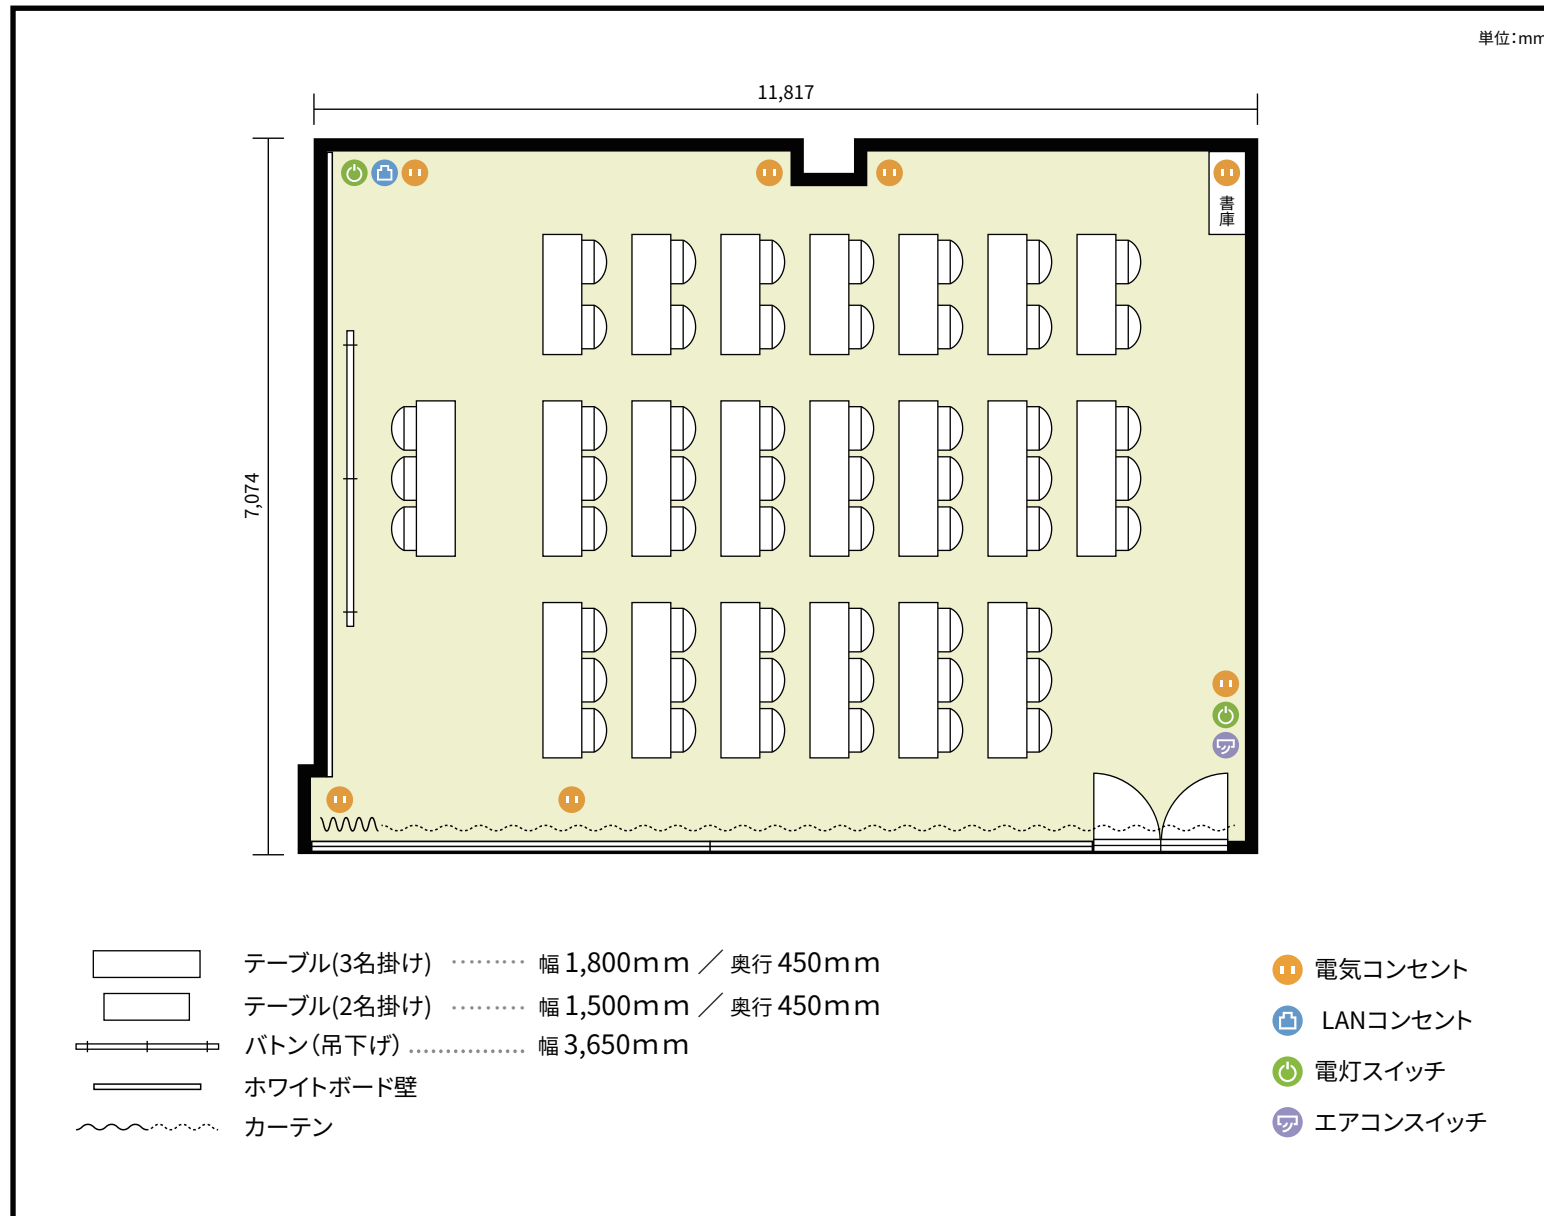 単位：mm
11,817
書庫
7,074
テーブル(3名掛け) ········· 幅 1,800mm ／ 奥行 450mm
テーブル(2名掛け) ········· 幅 1,500mm ／ 奥行 450mm
バトン（吊下げ） ................ 幅 3,650mm
ホワイトボード壁
カーテン
電気コンセント
LANコンセント
電灯スイッチ
エアコンスイッチ